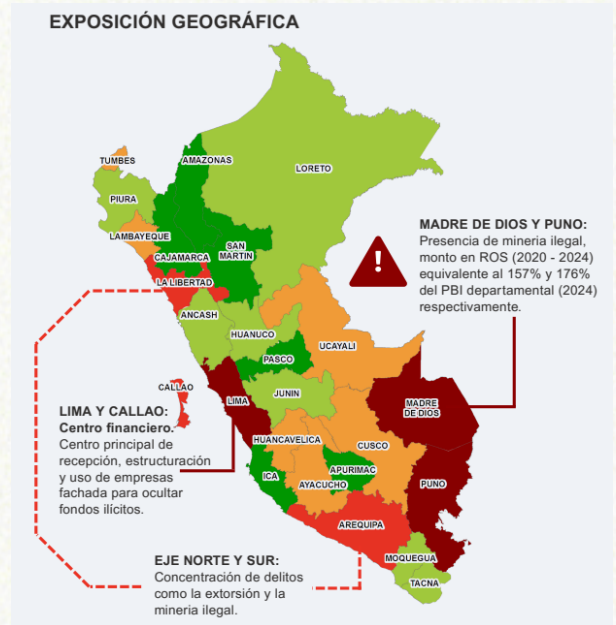 EXPOSICIÓN GEOGRÁFICA
TUMBES
AMAZONAS
LORETO
PIURA
LAMBAYEQUE
CAJAMARCA
SAN
MARTIN
LA LIBERTAD
ANCASH
HUANUCO
UCAYALI
PASCO
CALLAO
LIMA
JUNIN
MADRE
DE DIOS
HUANCAVELICA
CUSCO
ICA
AYACUCHO
APURIMAC
PUNO
AREQUIPA
MOQUEGUA
TACNA
!
MADRE DE DIOS Y PUNO:
Presencia de mineria ilegal,
monto en ROS (2020 - 2024)
equivalente al 157% y 176%
del PBI departamental (2024)
respectivamente.
LIMA Y CALLAO:
Centro financiero.
Centro principal de
recepción, estructuración
y uso de empresas
fachada para ocultar
fondos ilícitos.
EJE NORTE Y SUR:
Concentración de delitos
como la extorsión y la
mineria ilegal.